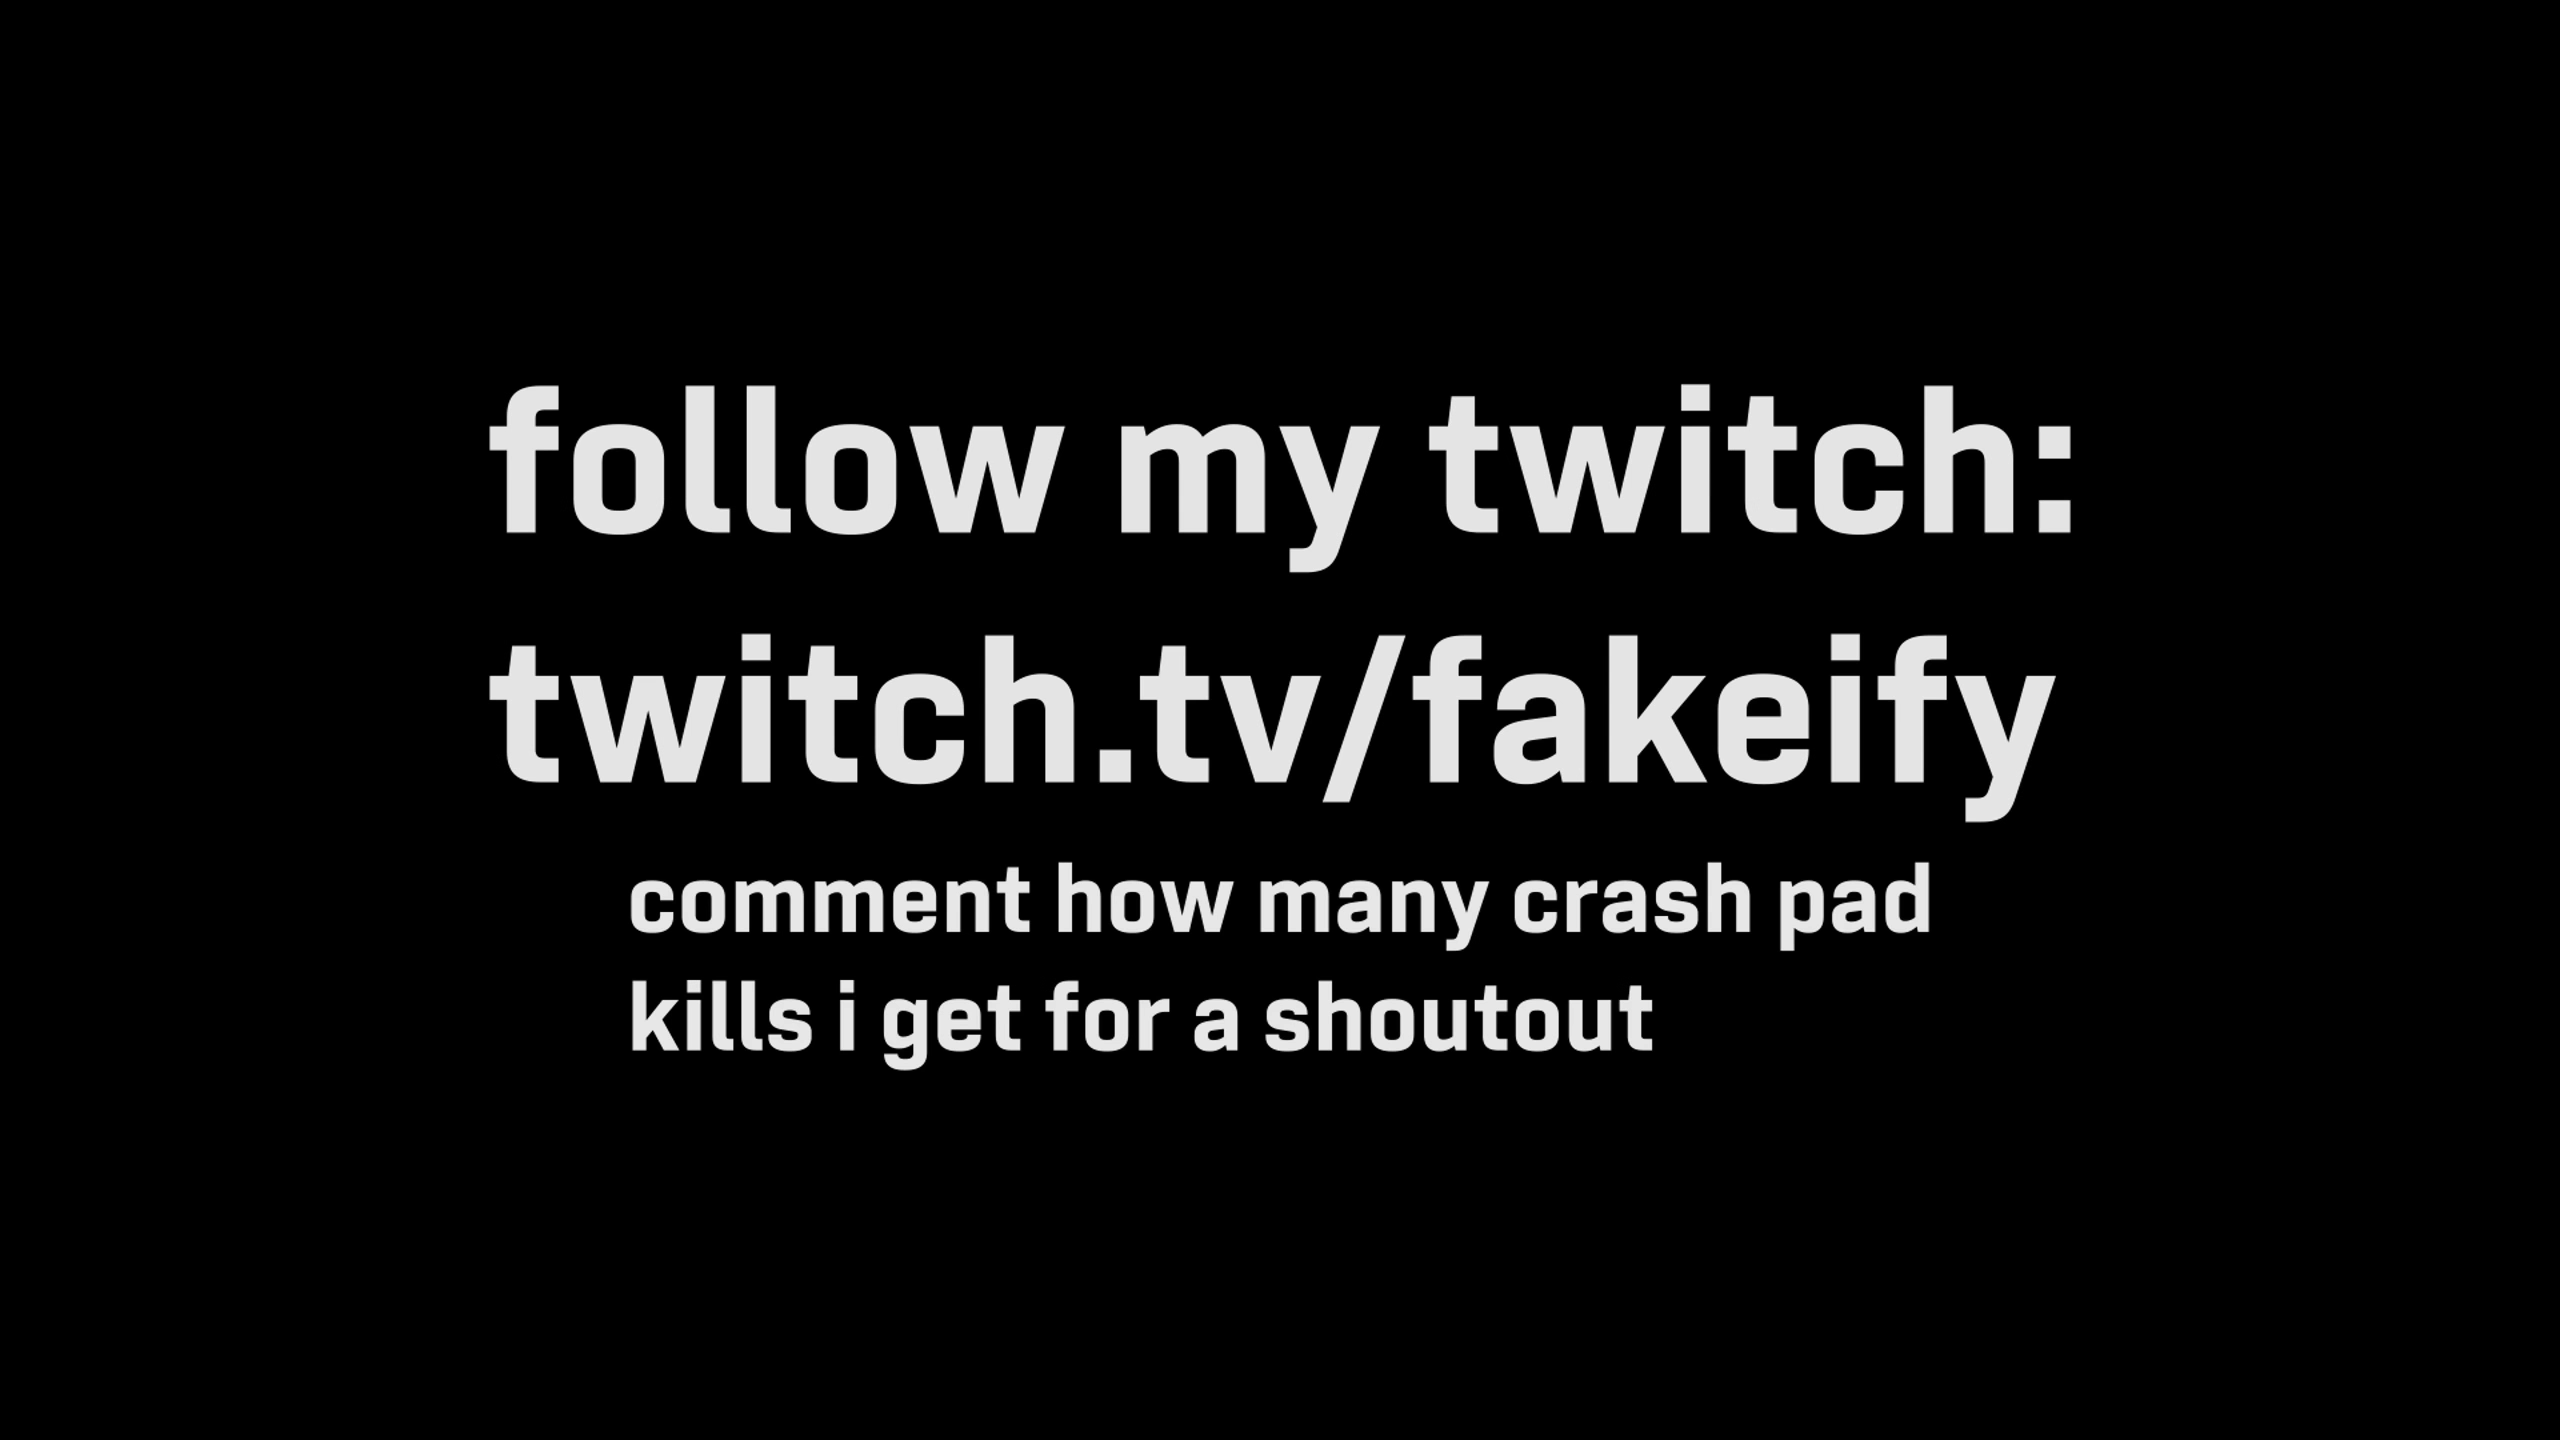 follow my twitch:
twitch.tv/fakeify
comment how many crash pad
kills i get for a shoutout